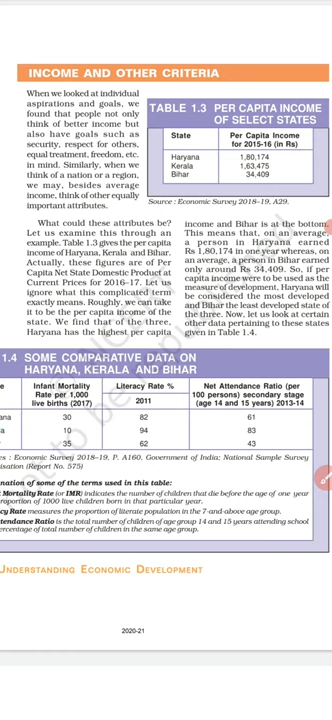 INCOME AND OTHER CRITERIA
When we looked at individual
aspirations and goals, we
found that people not only
think of better income but
also have goals such as
security, respect for others,
equal treatment, freedom, etc.
in mind. Similarly, when we
think of a nation or a region,
we may, besides average
income, think of other equally
important attributes.
TABLE 1.3 PER CAPITA INCOME
OF SELECT STATES
State Per Capita Income
for 2015-16 (in Rs)
Haryana 1,80,174
Kerala 1,63,475
Bihar 34,409
Source : Economic Survey 2018–19, A29.
What could these attributes be?
Let us examine this through an
example. Table 1.3 gives the per capita
income of Haryana, Kerala and Bihar.
Actually, these figures are of Per
Capita Net State Domestic Product at
Current Prices for 2016–17. Let us
ignore what this complicated term
exactly means. Roughly, we can take
it to be the per capita income of the
state. We find that of the three,
Haryana has the highest per capita
income and Bihar is at the bottom.
This means that, on an average,
a person in Haryana earned
Rs 1,80,174 in one year whereas, on
an average, a person in Bihar earned
only around Rs 34,409. So, if per
capita income were to be used as the
measure of development, Haryana will
be considered the most developed
and Bihar the least developed state of
the three. Now, let us look at certain
other data pertaining to these states
given in Table 1.4.
1.4 SOME COMPARATIVE DATA ON
HARYANA, KERALA AND BIHAR
e Infant Mortality Rate per 1,000 live births (2017) Literacy Rate % 2011 Net Attendance Ratio (per 100 persons) secondary stage (age 14 and 15 years) 2013-14
ana 30 82 61
a 10 94 83
35 62 43
es : Economic Survey 2018–19, P. A160, Government of India; National Sample Survey
isation (Report No. 575)
nation of some of the terms used in this table:
t Mortality Rate (or IMR) indicates the number of children that die before the age of one year
roportion of 1000 live children born in that particular year.
cy Rate measures the proportion of literate population in the 7-and-above age group.
ttendance Ratio is the total number of children of age group 14 and 15 years attending school
ercentage of total number of children in the same age group.
UNDERSTANDING ECONOMIC DEVELOPMENT
2020-21